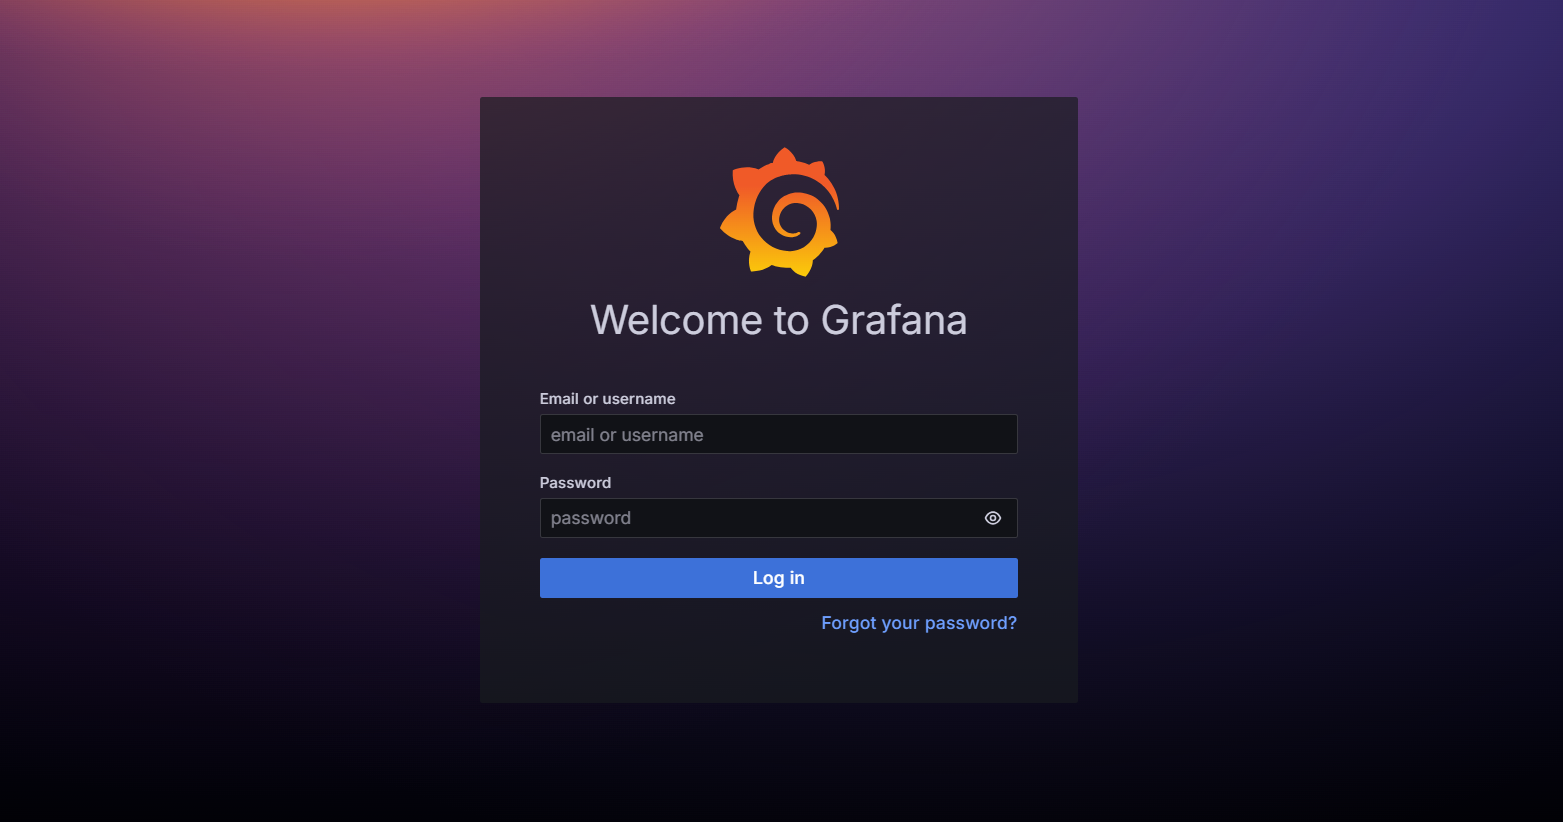 Welcome to Grafana
Email or username
email or username
Password
password
Log in
Forgot your password?